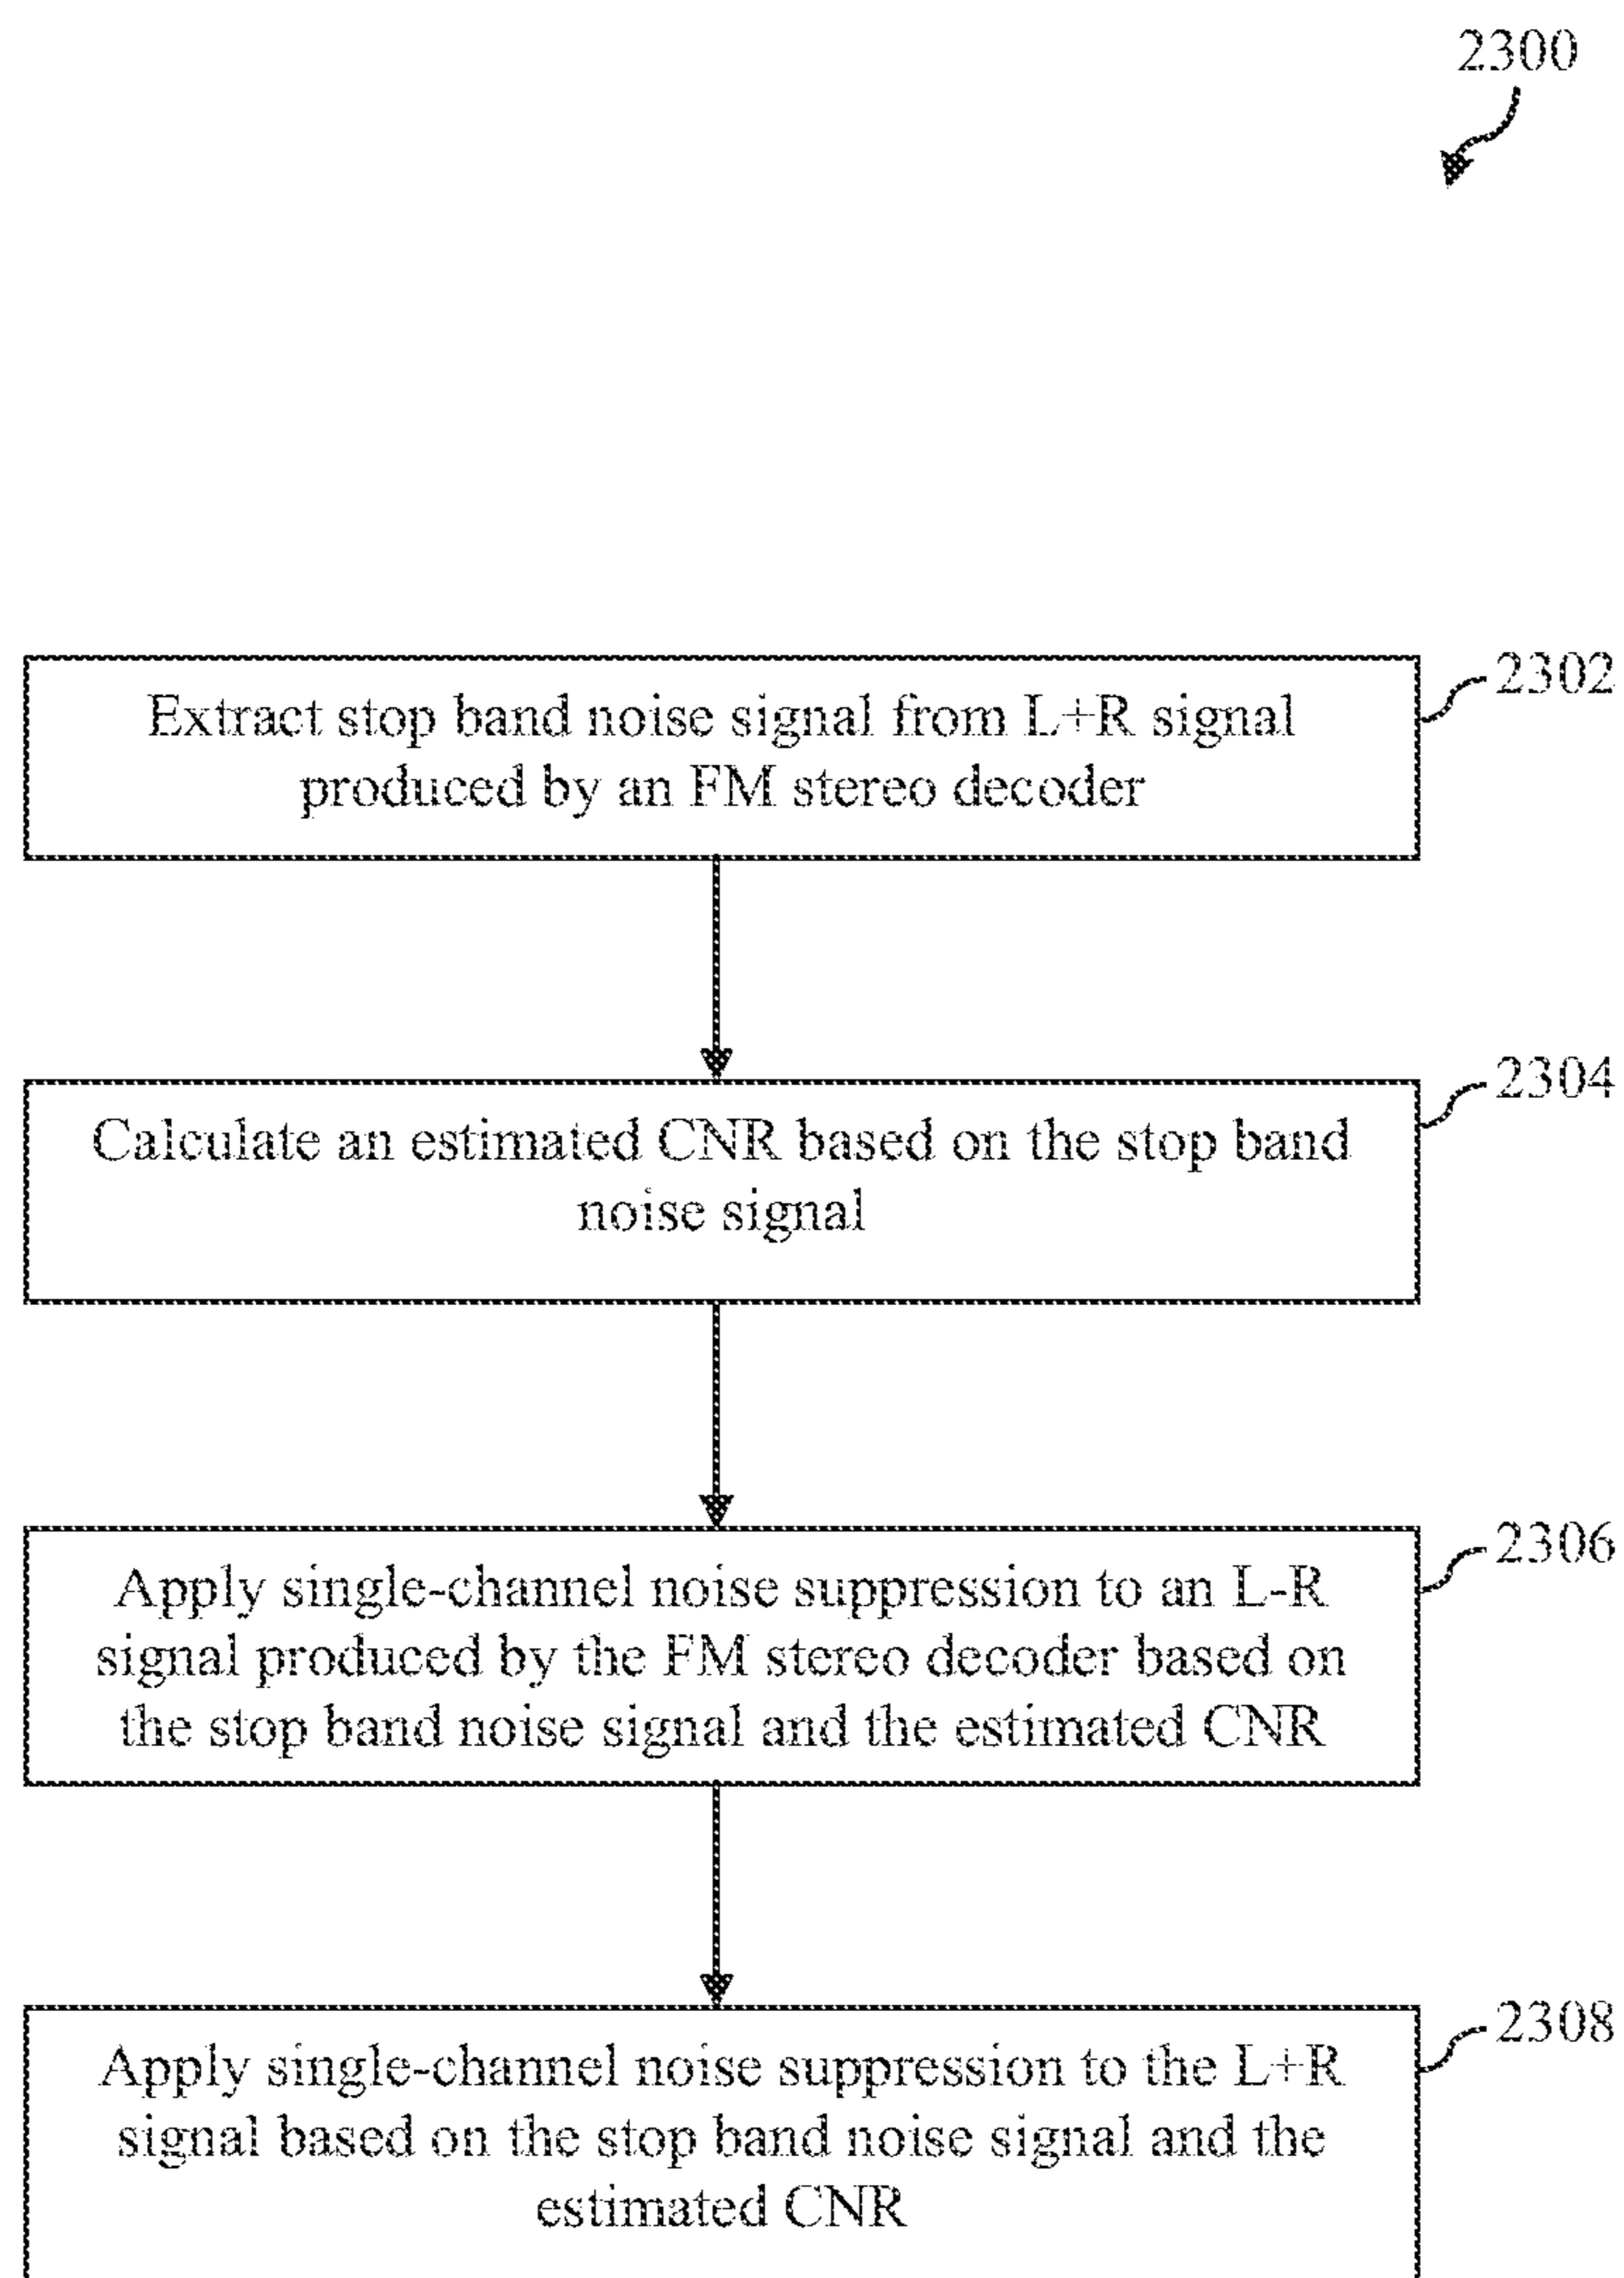 2300
Extract stop band noise signal from L+R signal
produced by an FM stereo decoder
2302
Calculate an estimated CNR based on the stop band
noise signal
2304
Apply single-channel noise suppression to an L-R
signal produced by the FM stereo decoder based on
the stop band noise signal and the estimated CNR
2306
Apply single-channel noise suppression to the L+R
signal based on the stop band noise signal and the
estimated CNR
2308